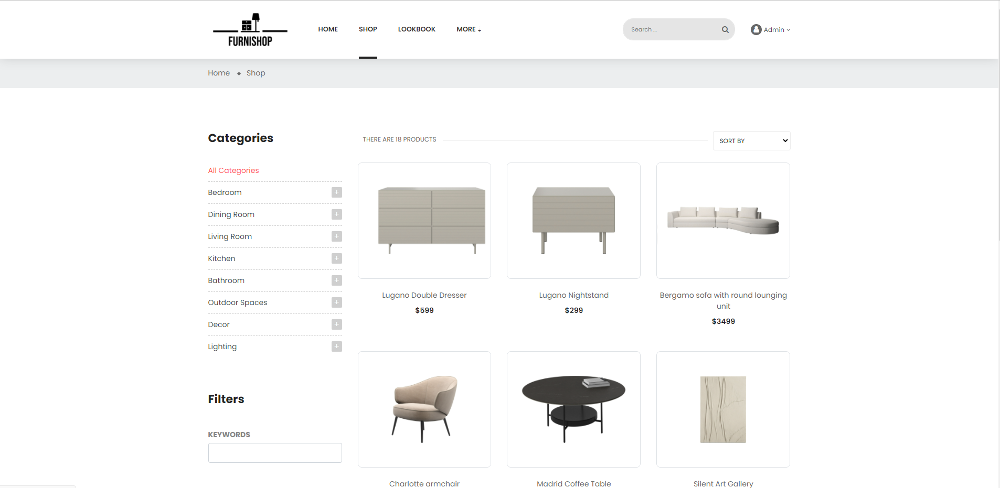 FURNISHOP
HOME
SHOP
LOOKBOOK
MORE
Search ...
Admin
Home
Shop
Categories
All Categories
Bedroom
Dining Room
Living Room
Kitchen
Bathroom
Outdoor Spaces
Decor
Lighting
Filters
KEYWORDS
THERE ARE 18 PRODUCTS
SORT BY
Lugano Double Dresser
$599
Lugano Nightstand
$299
Bergamo sofa with round lounging
unit
$3499
Charlotte armchair
Madrid Coffee Table
Silent Art Gallery